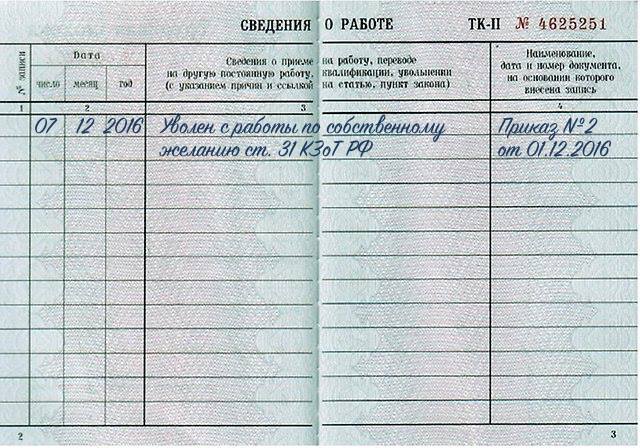 СВЕДЕНИЯ О РАБОТЕ ТК-II № 4625251
№ записи
Дата
число месяц год
Сведения о приеме на работу, переводе
на другую постоянную работу, квалификации, увольнении
(с указанием причин и ссылкой на статью, пункт закона)
Наименование,
дата и номер документа,
на основании которого
внесена запись
1 2 3 4
07 12 2016 Уволен с работы по собственному
желанию ст. 31 КЗоТ РФ
Приказ №2
от 01.12.2016
2 3